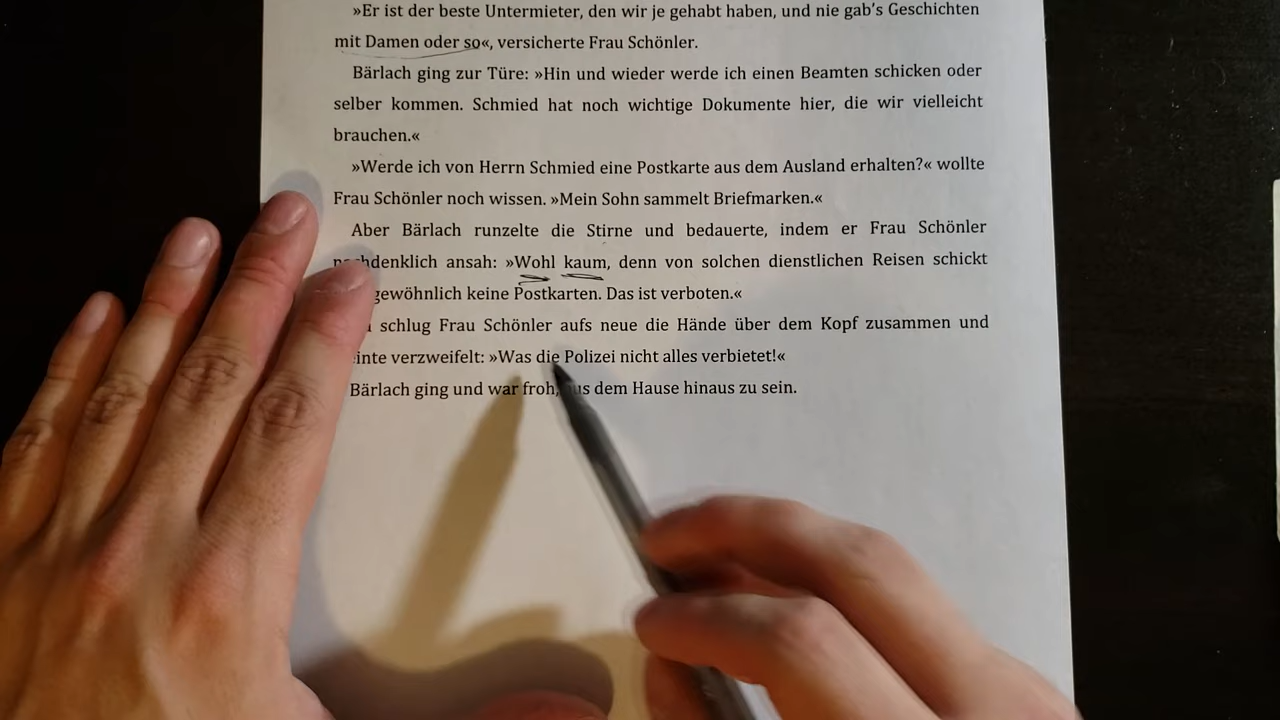 »Er ist der beste Untermieter, den wir je gehabt haben, und nie gab's Geschichten
mit Damen oder so«, versicherte Frau Schönler.
Bärlach ging zur Türe: »Hin und wieder werde ich einen Beamten schicken oder
selber kommen. Schmied hat noch wichtige Dokumente hier, die wir vielleicht
brauchen.«
»Werde ich von Herrn Schmied eine Postkarte aus dem Ausland erhalten?« wollte
Frau Schönler noch wissen. »Mein Sohn sammelt Briefmarken.«
Aber Bärlach runzelte die Stirne und bedauerte, indem er Frau Schönler
nachdenklich ansah: »Wohl kaum, denn von solchen dienstlichen Reisen schickt
gewöhnlich keine Postkarten. Das ist verboten.«
schlug Frau Schönler aufs neue die Hände über dem Kopf zusammen und
verzweifelt: »Was die Polizei nicht alles verbietet!«
Bärlach ging und war froh, aus dem Hause hinaus zu sein.